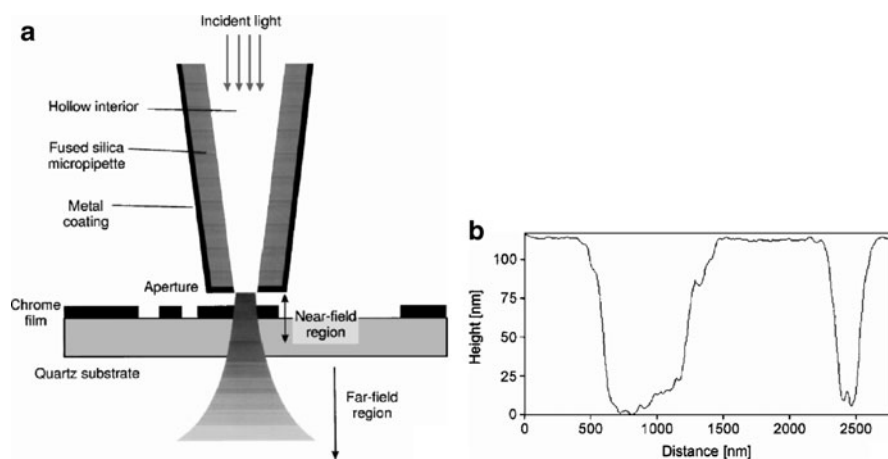 a
Incident light
Hollow interior
Fused silica
micropipette
Metal
coating
Aperture
Chrome
film
Near-field
region
Quartz substrate
Far-field
region
b
Height [nm]
100
75
50
25
0
0
500
1000
1500
2000
2500
Distance [nm]